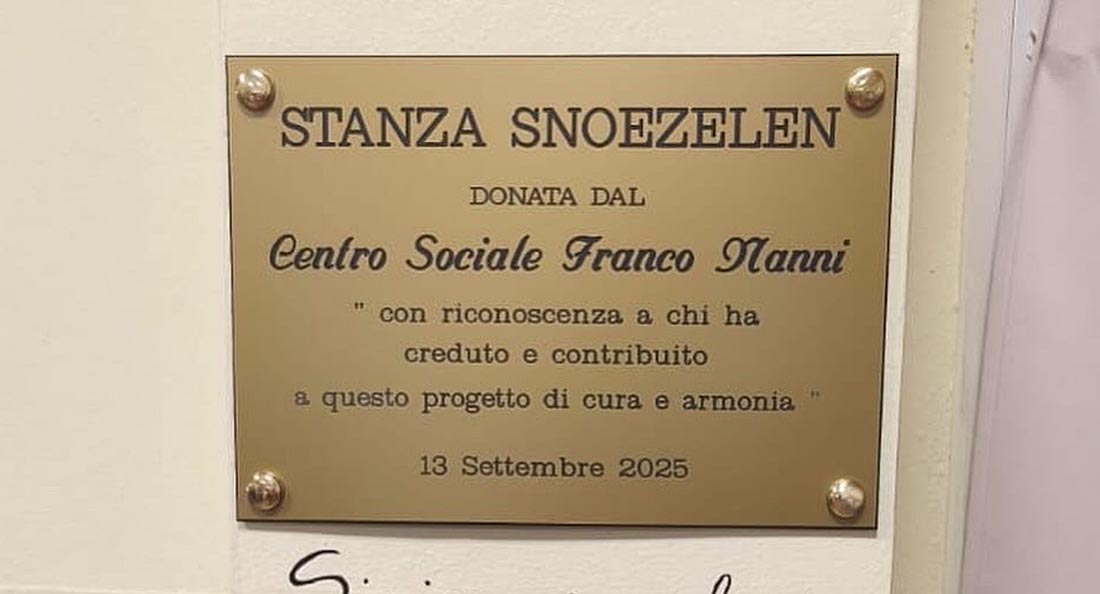 STANZA SNOEZELEN
DONATA DAL
Centro Sociale Franco Nanni
" con riconoscenza a chi ha
creduto e contribuito
a questo progetto di cura e armonia "
13 Settembre 2025